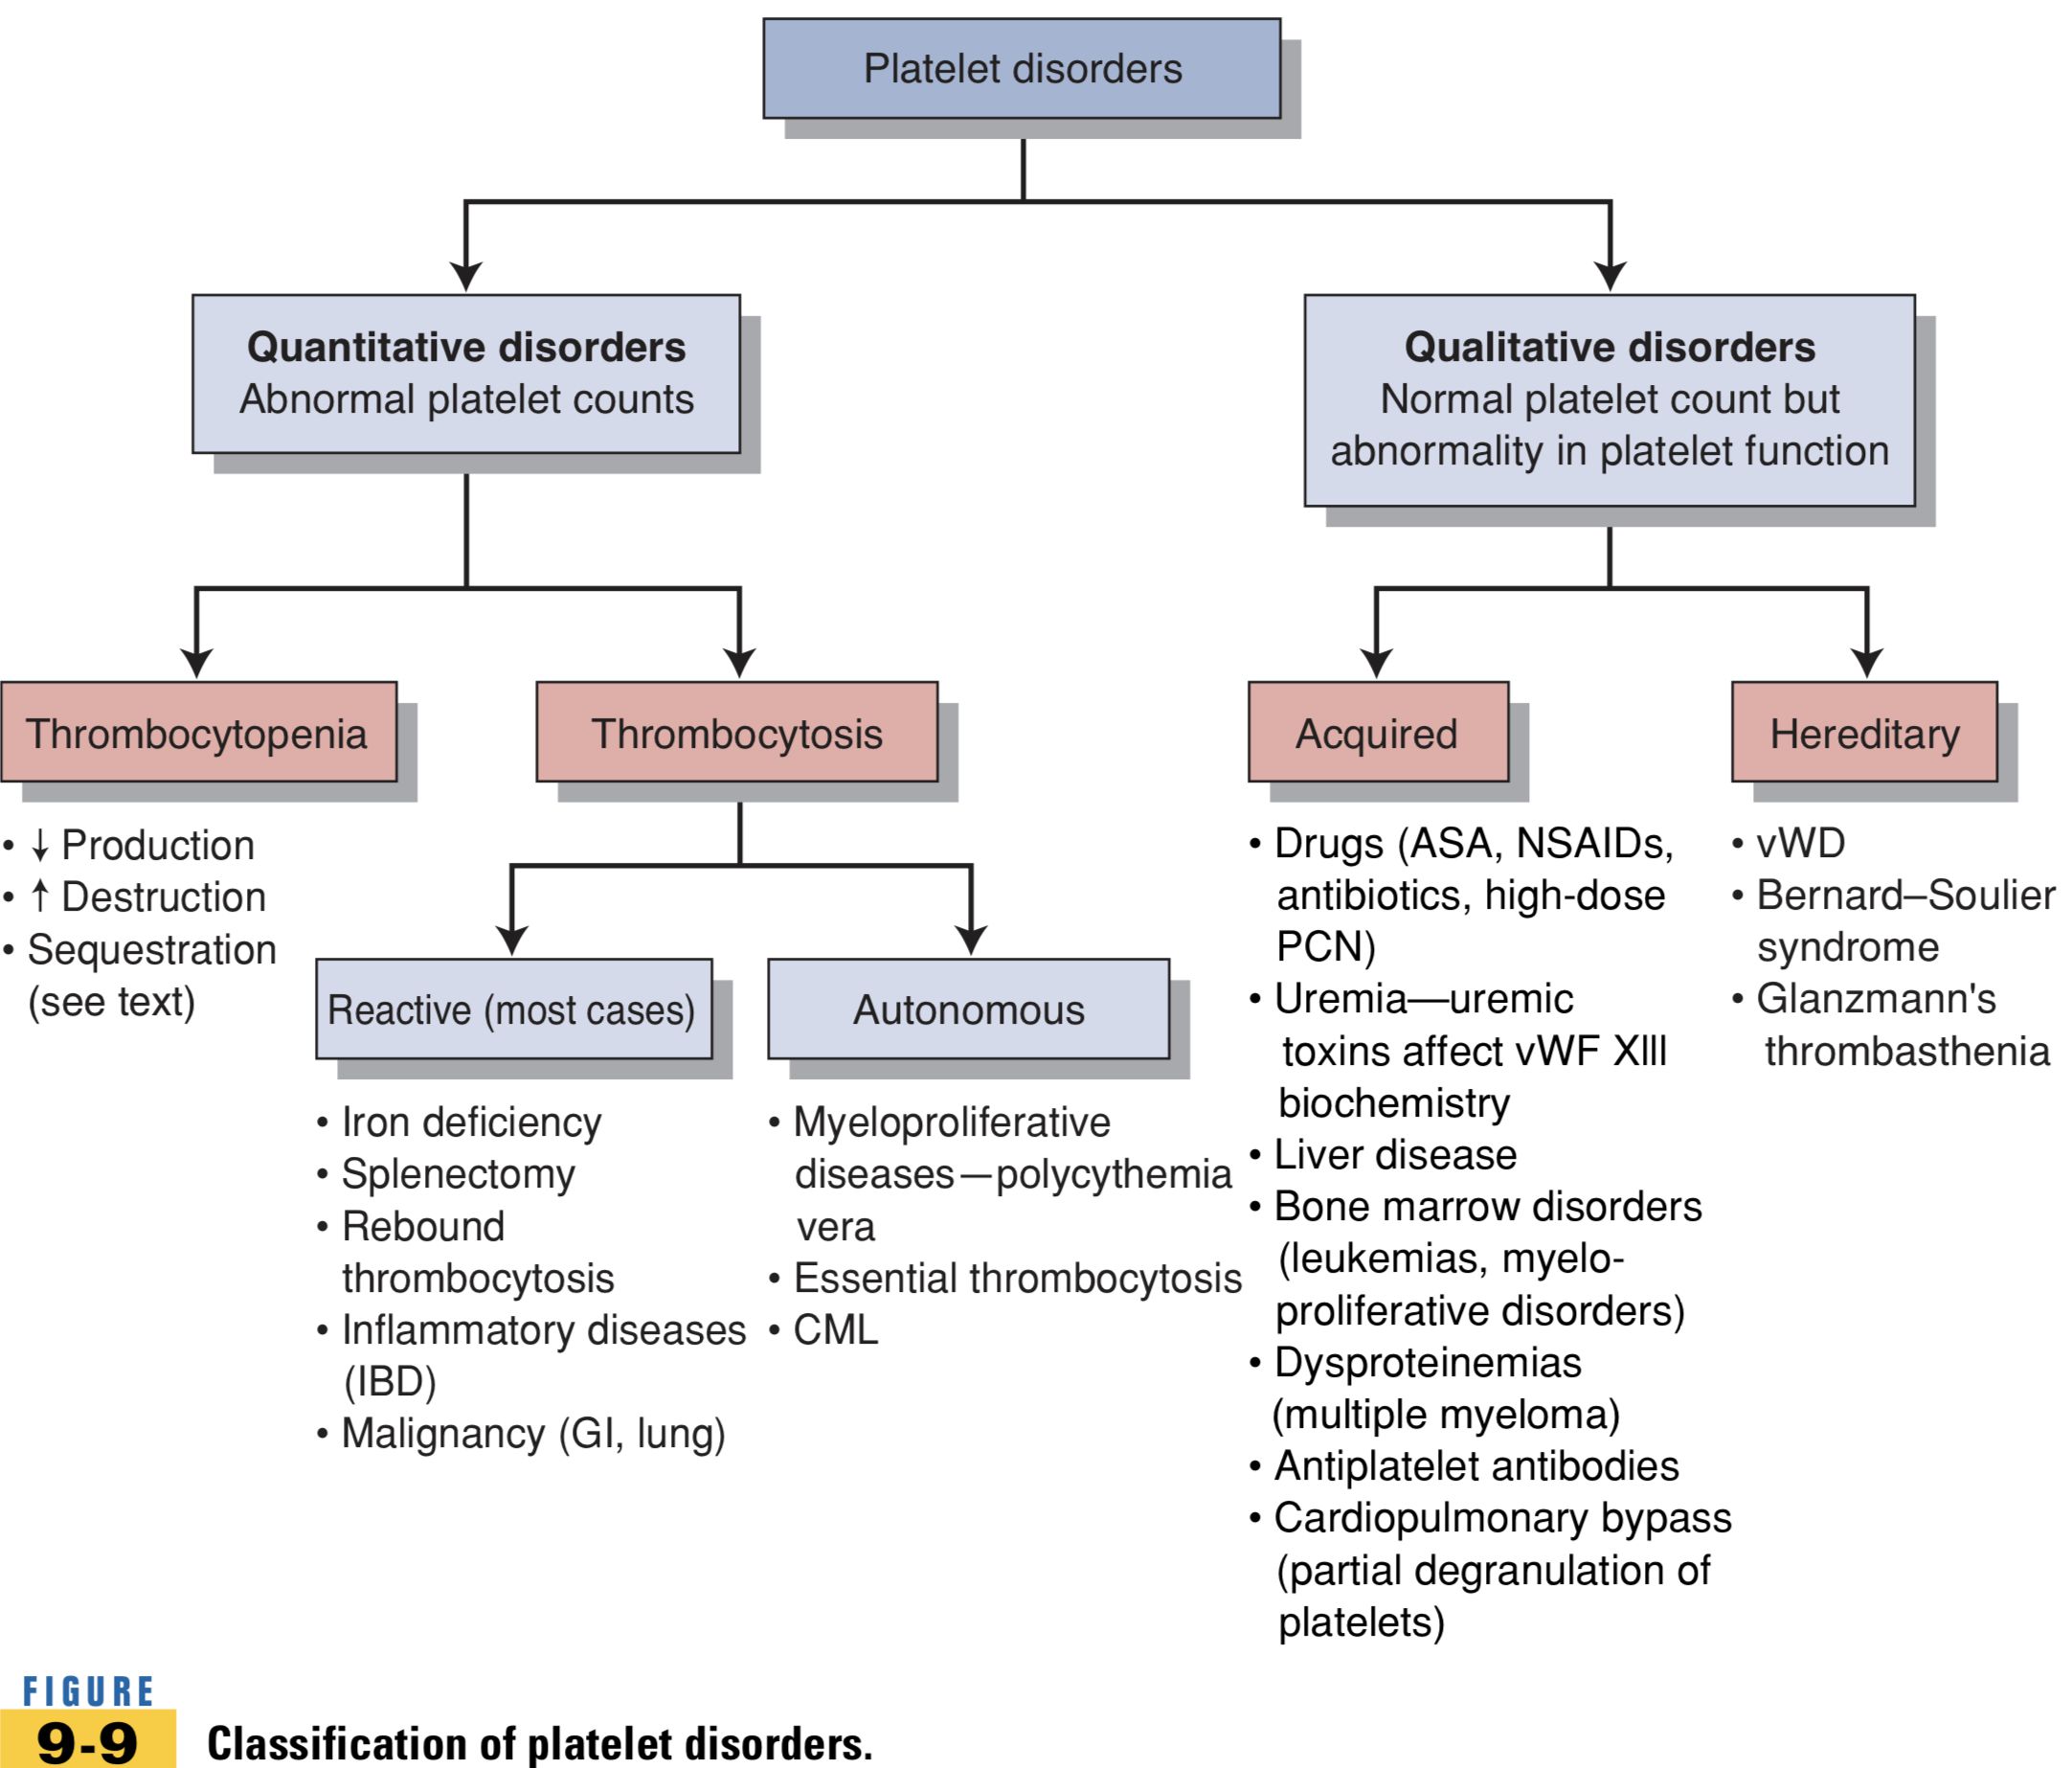 Platelet disorders
Quantitative disorders
Abnormal platelet counts
Qualitative disorders
Normal platelet count but
abnormality in platelet function
Thrombocytopenia
• ↓ Production
• ↑ Destruction
• Sequestration
(see text)
Thrombocytosis
Reactive (most cases)
• Iron deficiency
• Splenectomy
• Rebound
thrombocytosis
• Inflammatory diseases
(IBD)
• Malignancy (GI, lung)
Autonomous
• Myeloproliferative
diseases—polycythemia
vera
• Essential thrombocytosis
• CML
Acquired
• Drugs (ASA, NSAIDs,
antibiotics, high-dose
PCN)
• Uremia—uremic
toxins affect vWF XIII
biochemistry
• Liver disease
• Bone marrow disorders
(leukemias, myelo-
proliferative disorders)
• Dysproteinemias
(multiple myeloma)
• Antiplatelet antibodies
• Cardiopulmonary bypass
(partial degranulation of
platelets)
Hereditary
• vWD
• Bernard–Soulier
syndrome
• Glanzmann's
thrombasthenia
FIGURE
9-9 Classification of platelet disorders.